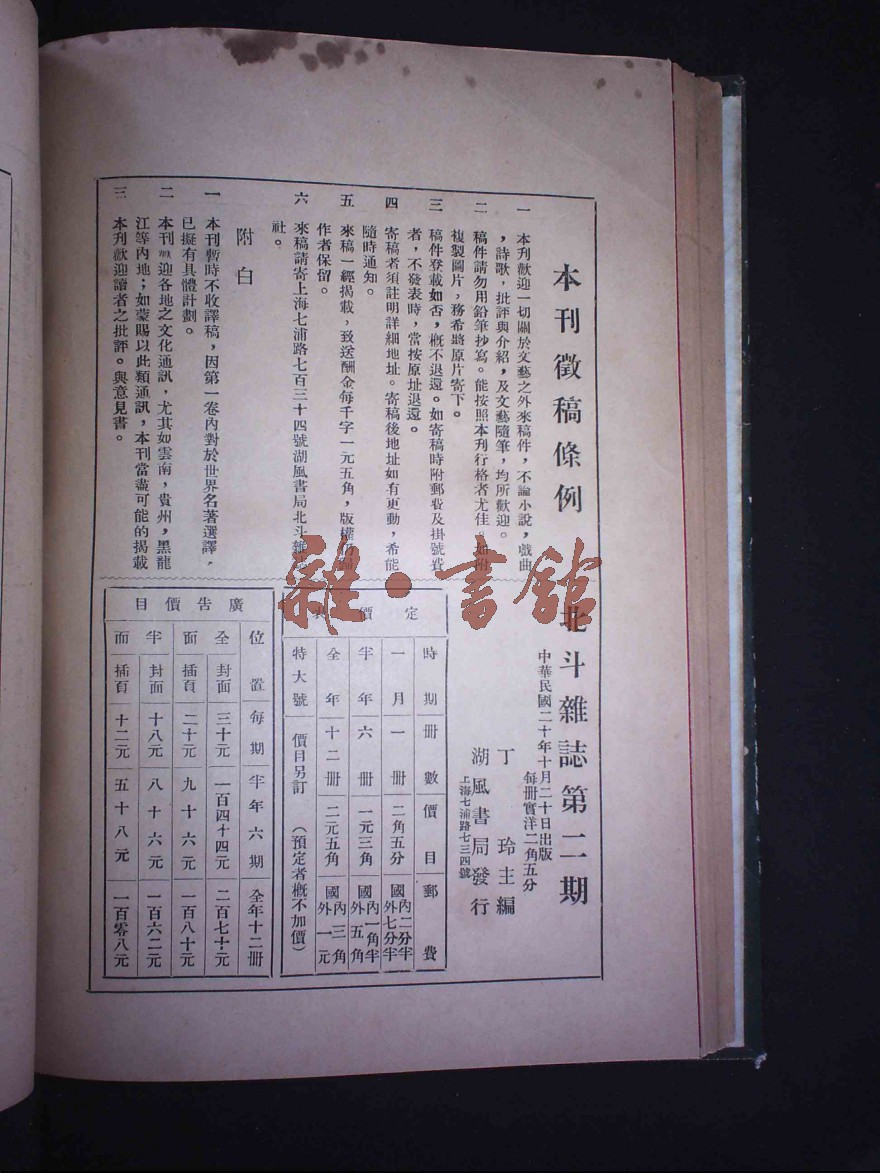 本刊徵稿條例
一 本刊歡迎一切關於文藝之外來稿件，不論小說，戲曲
，詩歌，批評與介紹，及文藝隨筆，均所歡迎。
二 稿件請勿用鉛筆抄寫。能按照本刊行格者尤佳。如附
複製圖片，務希將原片寄下。
三 稿件登載如否，概不退還。如寄稿時附郵費及掛號費
者，不發表時，當按原址退還。
四 寄稿者須註明詳細地址。寄稿後地址如有更動，希能
隨時通知。
五 來稿一經揭載，致送酬金每千字一元五角，版權仍歸
作者保留。
六 來稿請寄上海七浦路七百三十四號湖風書局北斗雜誌
社。
附白
一 本刊暫時不收譯稿，因第一卷內對於世界名著選譯，
已擬有具體計劃。
二 本刊歡迎各地之文化通訊，尤其如雲南，貴州，黑龍
江等內地；如蒙賜以此類通訊，本刊當盡可能的揭載
三 本刊歡迎讀者之批評。與意見書。
北斗雜誌第二期
中華民國二十年十月二十日出版
每冊實洋二角五分
丁玲主編
湖風書局發行
上海七浦路七三四號
定價表
時期 冊數 價目 郵費
一月 一冊 二角五分 國內二分半 國外七分半
半年 六冊 一元三角 國內一角半 國外五角
全年 十二冊 二元五角 國內三角 國外一元
特大號 價目另訂 （預定者概不加價）
廣告價目
位置 每期 半年六期 全年十二冊
全面 封面 三十元 一百四十四元 二百七十元
插頁 二十元 九十六元 一百八十元
半面 封面 十八元 八十六元 一百六二元
插頁 十二元 五十八元 一百零八元
雜·書館